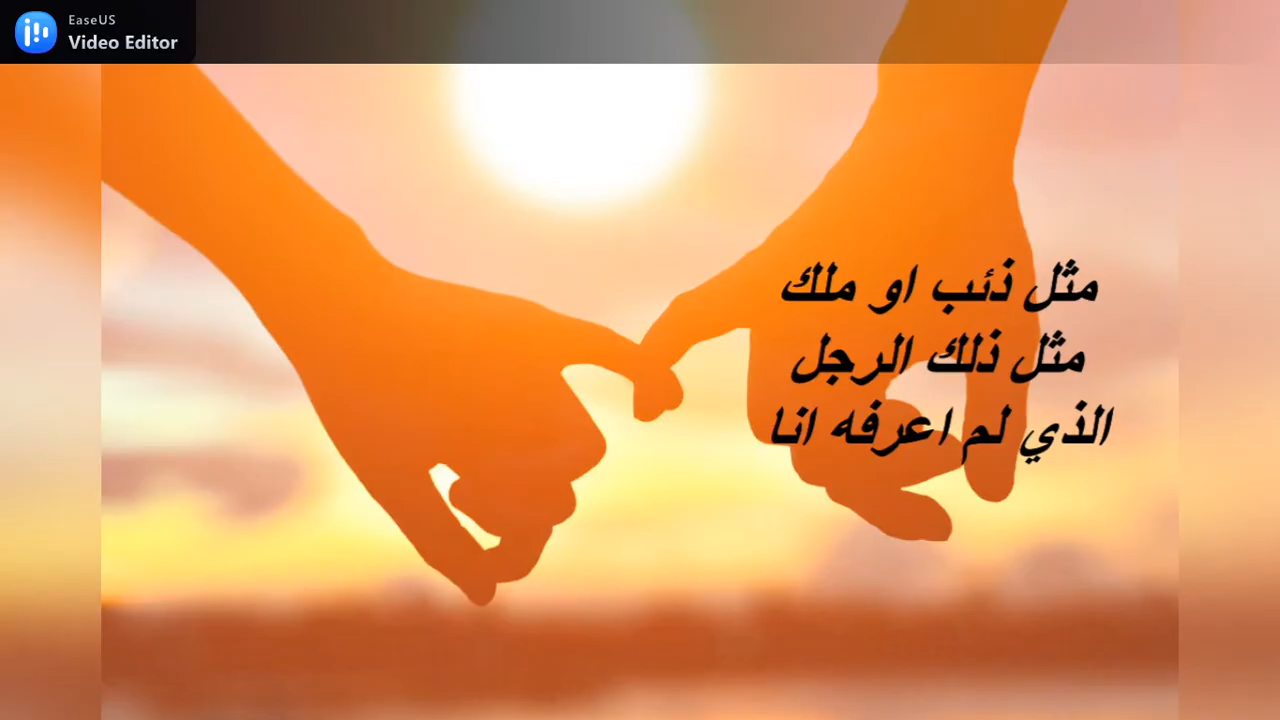 EaseUS
Video Editor
مثل ذئب او ملك
مثل ذلك الرجل
الذي لم اعرفه انا